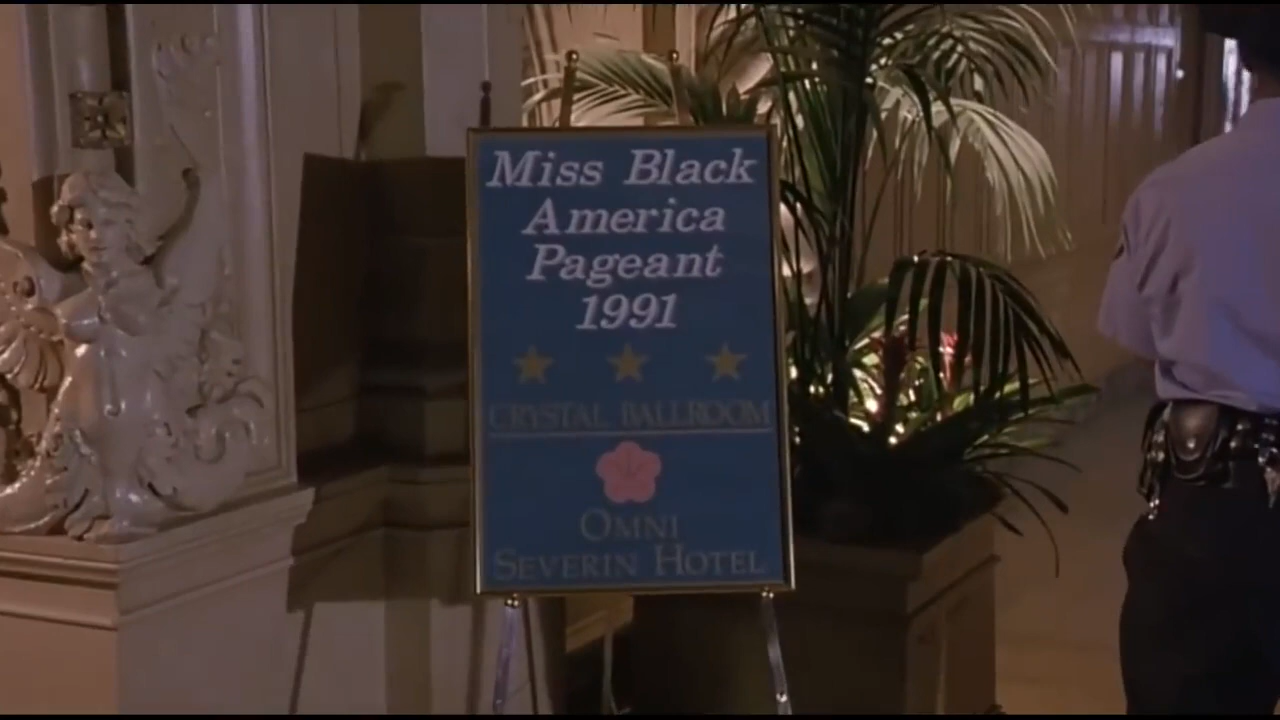 Miss Black
America
Pageant
1991
CRYSTAL BALLROOM
OMNI
SEVERIN HOTEL